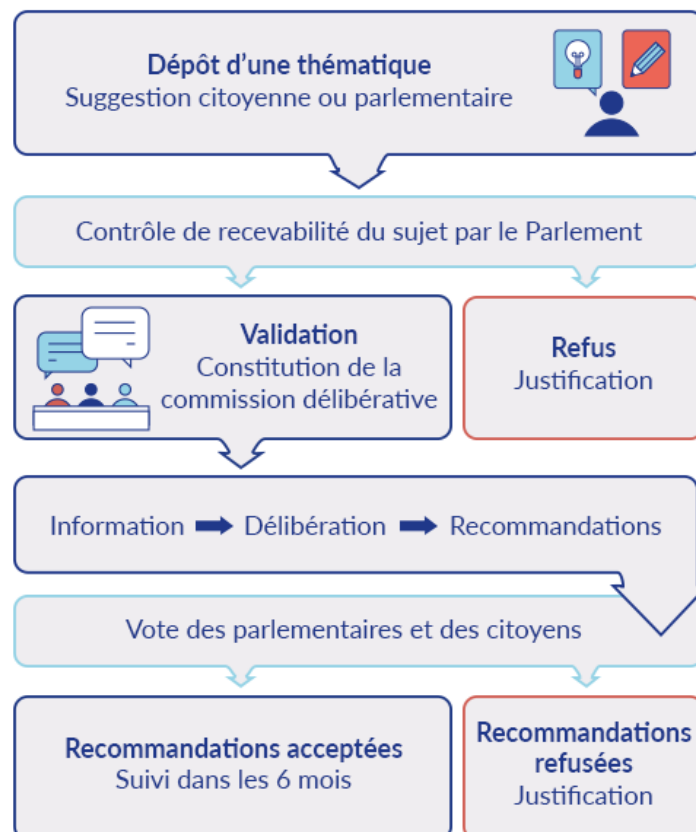 Dépôt d’une thématique
Suggestion citoyenne ou parlementaire
Contrôle de recevabilité du sujet par le Parlement
Validation
Constitution de la
commission délibérative
Refus
Justification
Information
Délibération
Recommandations
Vote des parlementaires et des citoyens
Recommandations acceptées
Suivi dans les 6 mois
Recommandations
refusées
Justification